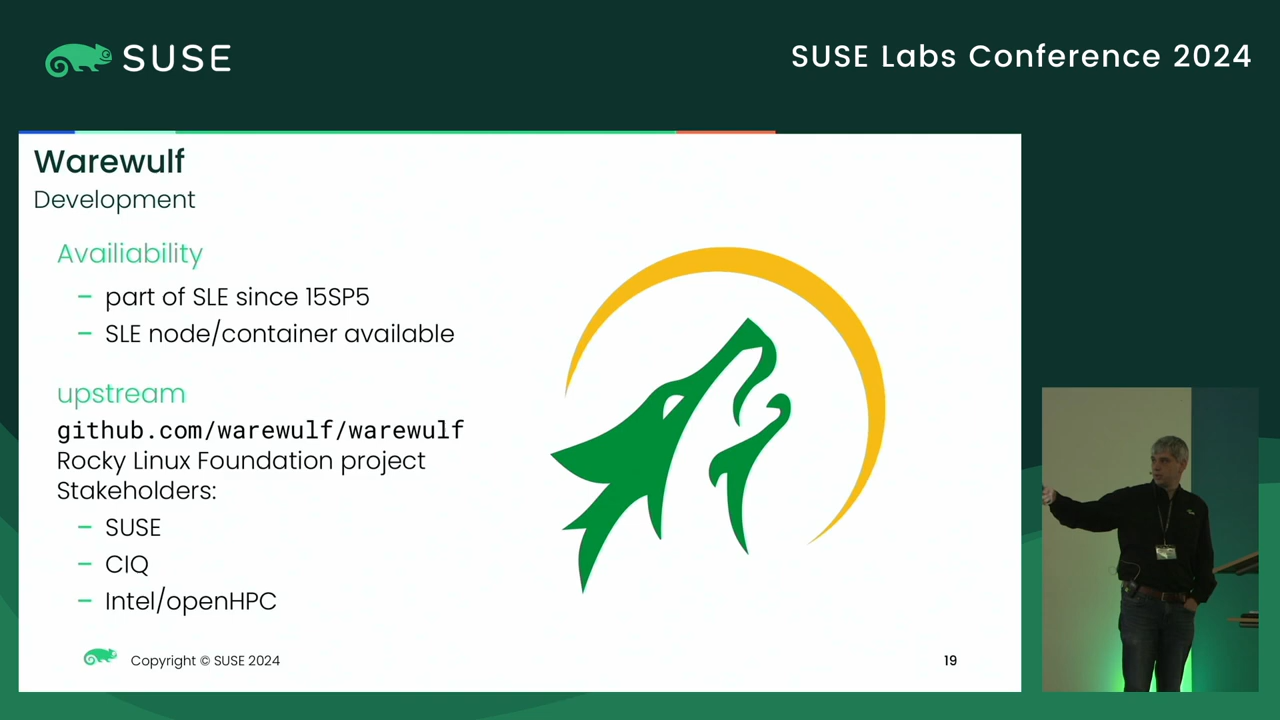 SUSE
SUSE Labs Conference 2024
Warewulf
Development
Availiability
– part of SLE since 15SP5
– SLE node/container available
upstream
github.com/warewulf/warewulf
Rocky Linux Foundation project
Stakeholders:
– SUSE
– CIQ
– Intel/openHPC
Copyright © SUSE 2024
19